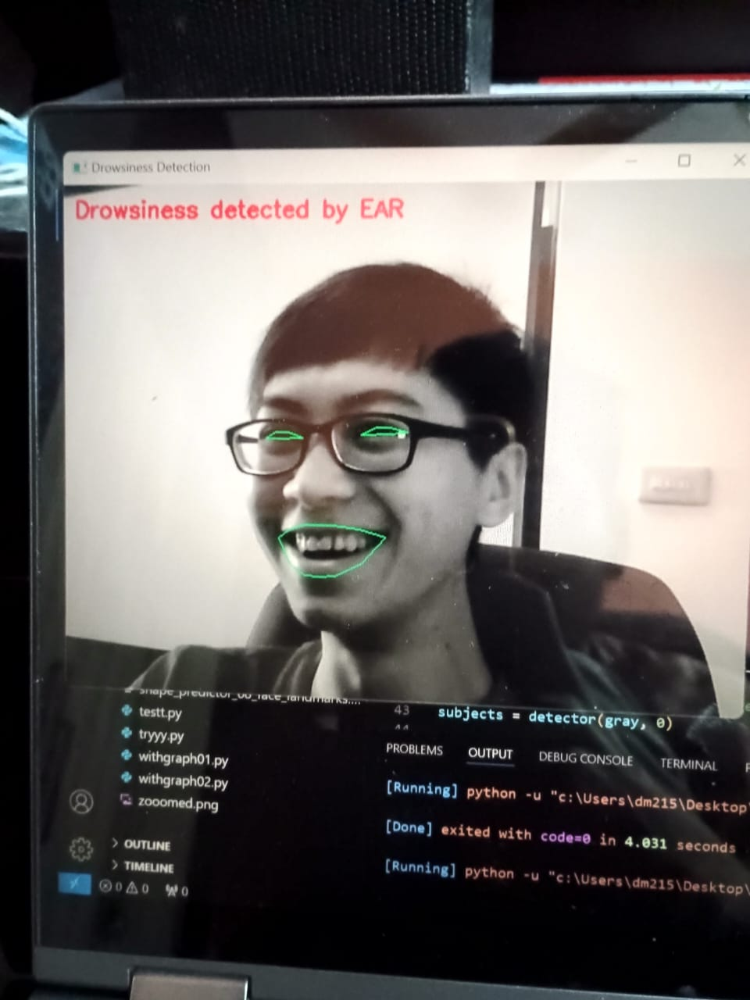 Drowsiness Detection
Drowsiness detected by EAR
shape_predictor_68_face_landmarks....
testt.py
tryyy.py
withgraph01.py
withgraph02.py
zooomed.png
OUTLINE
TIMELINE
0 0 0
43 subjects = detector(gray, 0)
44
PROBLEMS OUTPUT DEBUG CONSOLE TERMINAL
[Running] python -u "c:\Users\dm215\Desktop\
[Done] exited with code=0 in 4.031 seconds
[Running] python -u "c:\Users\dm215\Desktop\